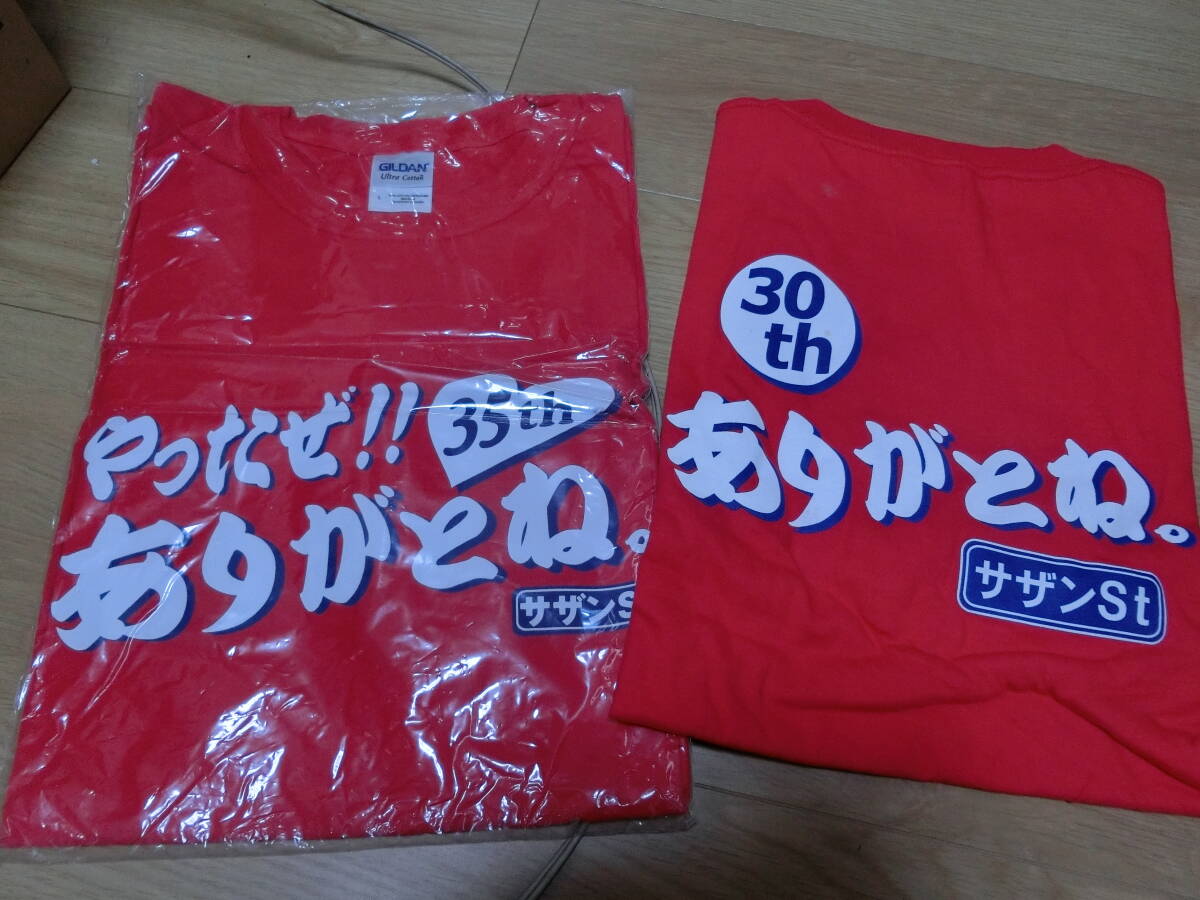 GILDAN
Ultra Cotton
L
やったぜ!! 35th
ありがとね。
サザンS
30
th
ありがとね。
サザンSt